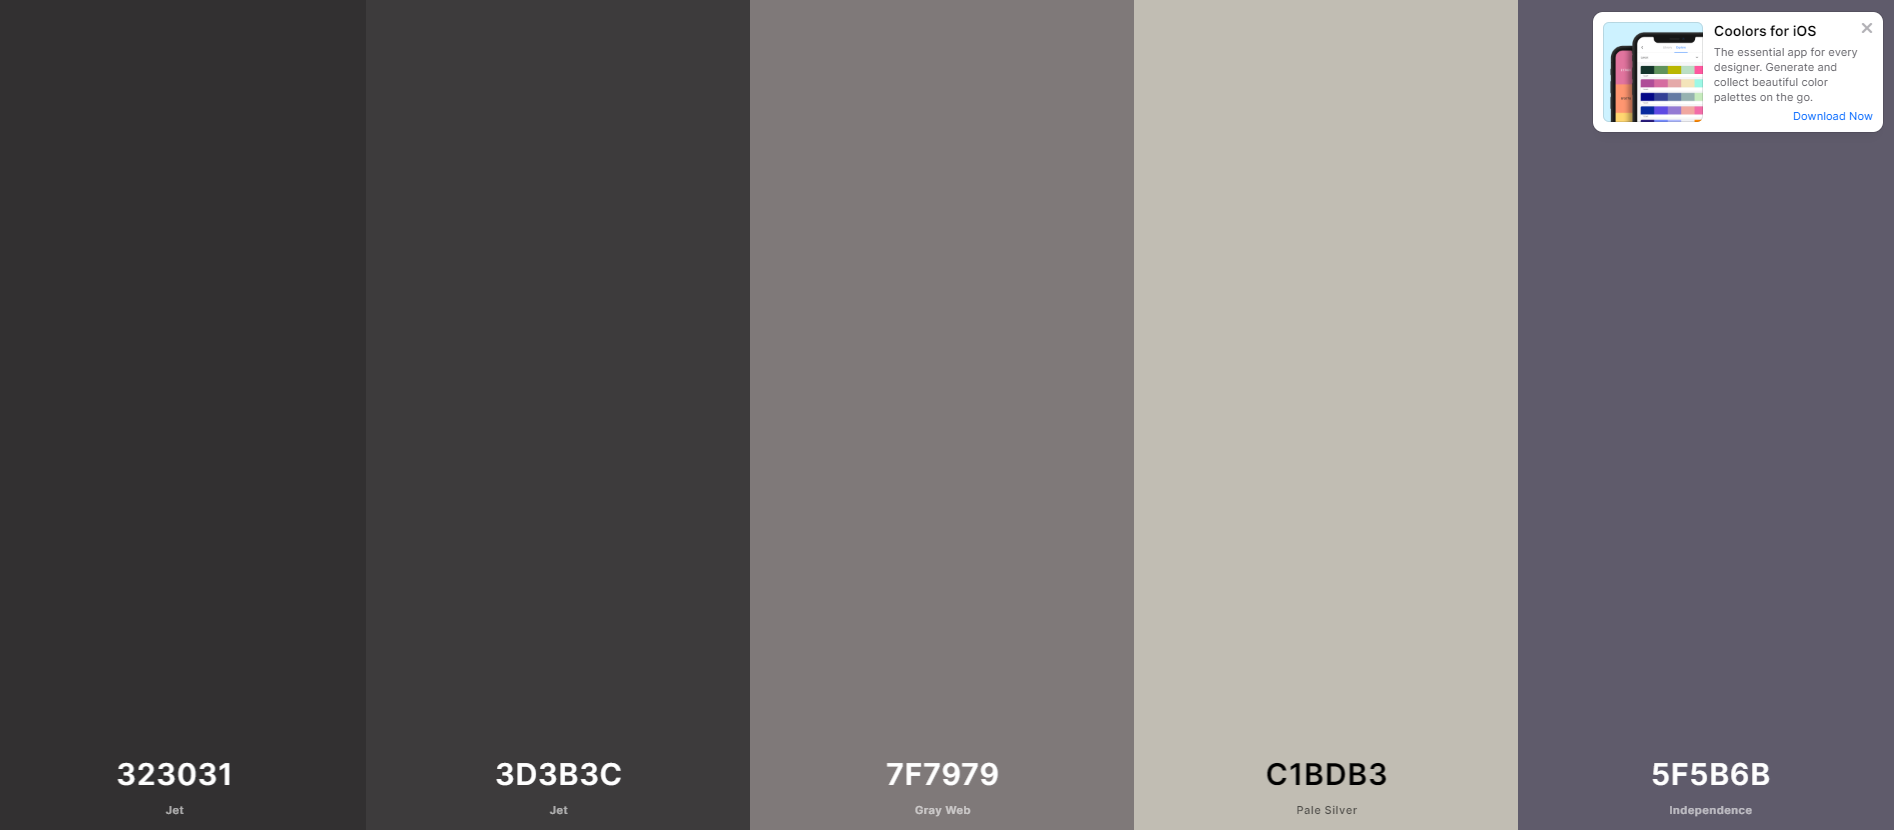 Coolors for iOS
The essential app for every
designer. Generate and
collect beautiful color
palettes on the go.
Download Now
323031
Jet
3D3B3C
Jet
7F7979
Gray Web
C1BDB3
Pale Silver
5F5B6B
Independence